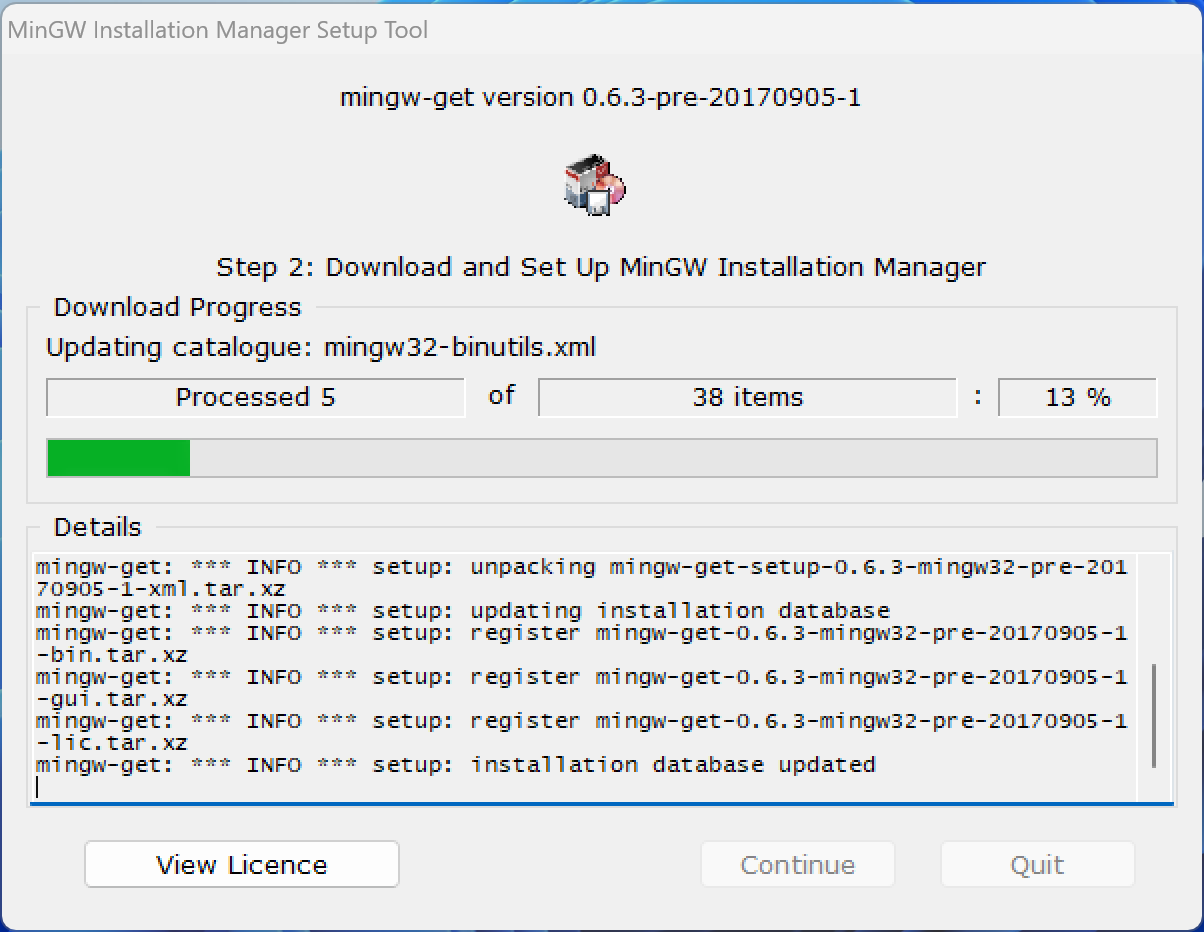 MinGW Installation Manager Setup Tool
mingw-get version 0.6.3-pre-20170905-1
Step 2: Download and Set Up MinGW Installation Manager
Download Progress
Updating catalogue: mingw32-binutils.xml
Processed 5 of 38 items : 13 %
Details
mingw-get: *** INFO *** setup: unpacking mingw-get-setup-0.6.3-mingw32-pre-201
70905-1-xml.tar.xz
mingw-get: *** INFO *** setup: updating installation database
mingw-get: *** INFO *** setup: register mingw-get-0.6.3-mingw32-pre-20170905-1
-bin.tar.xz
mingw-get: *** INFO *** setup: register mingw-get-0.6.3-mingw32-pre-20170905-1
-gui.tar.xz
mingw-get: *** INFO *** setup: register mingw-get-0.6.3-mingw32-pre-20170905-1
-lic.tar.xz
mingw-get: *** INFO *** setup: installation database updated
View Licence Continue Quit